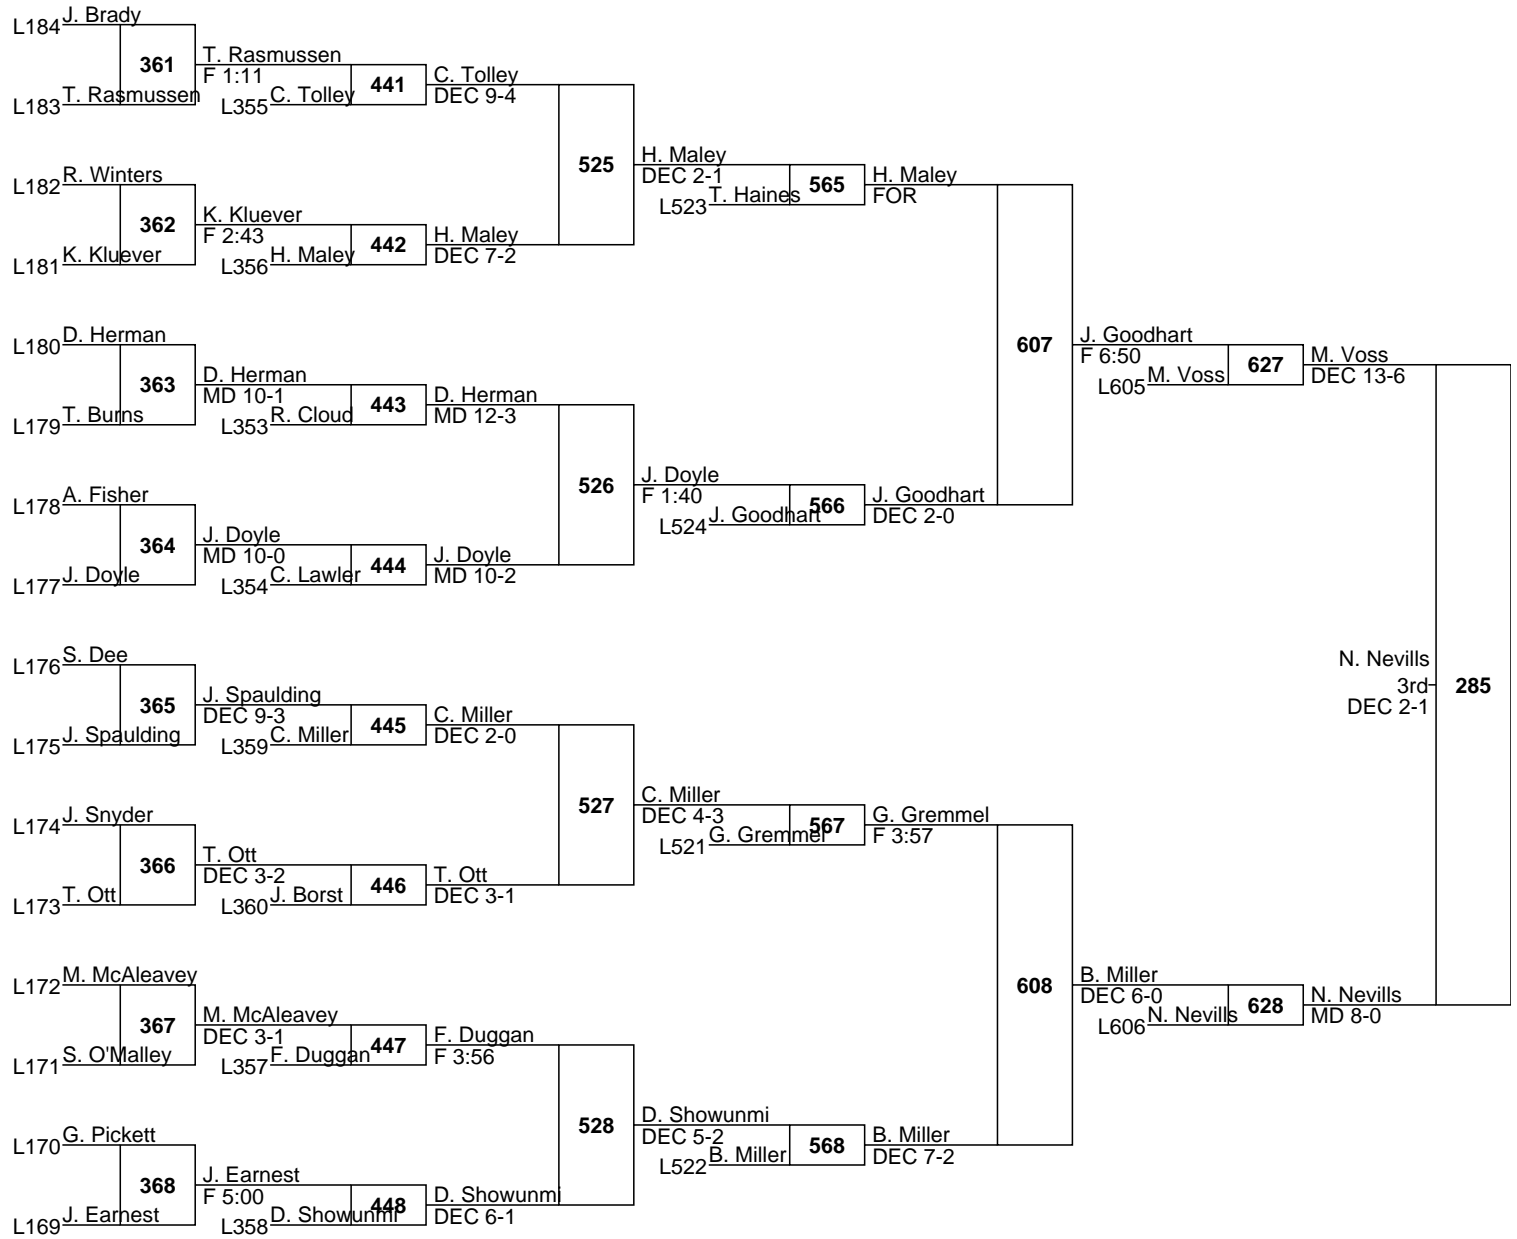 L184 J. Brady
361
T. Rasmussen
F 1:11
L183 T. Rasmussen
441
L355 C. Tolley
C. Tolley
DEC 9-4
L182 R. Winters
362
K. Kluever
F 2:43
L181 K. Kluever
442
L356 H. Maley
H. Maley
DEC 7-2
525
H. Maley
DEC 2-1
565
L523 T. Haines
H. Maley
FOR
L180 D. Herman
363
D. Herman
MD 10-1
L179 T. Burns
443
L353 R. Cloud
D. Herman
MD 12-3
L178 A. Fisher
364
J. Doyle
MD 10-0
L177 J. Doyle
444
L354 C. Lawler
J. Doyle
MD 10-2
526
J. Doyle
F 1:40
566
L524 J. Goodhart
J. Goodhart
DEC 2-0
607
J. Goodhart
F 6:50
627
L605 M. Voss
M. Voss
DEC 13-6
L176 S. Dee
365
J. Spaulding
DEC 9-3
L175 J. Spaulding
445
L359 C. Miller
C. Miller
DEC 2-0
L174 J. Snyder
366
T. Ott
DEC 3-2
L173 T. Ott
446
L360 J. Borst
T. Ott
DEC 3-1
527
C. Miller
DEC 4-3
567
L521 G. Gremmel
G. Gremmel
F 3:57
L172 M. McAleavey
367
M. McAleavey
DEC 3-1
L171 S. O'Malley
447
L357 F. Duggan
F. Duggan
F 3:56
L170 G. Pickett
368
J. Earnest
F 5:00
L169 J. Earnest
448
L358 D. Showunmi
D. Showunmi
DEC 6-1
528
D. Showunmi
DEC 5-2
568
L522 B. Miller
B. Miller
DEC 7-2
608
B. Miller
DEC 6-0
628
L606 N. Nevills
N. Nevills
MD 8-0
N. Nevills
3rd
DEC 2-1
285